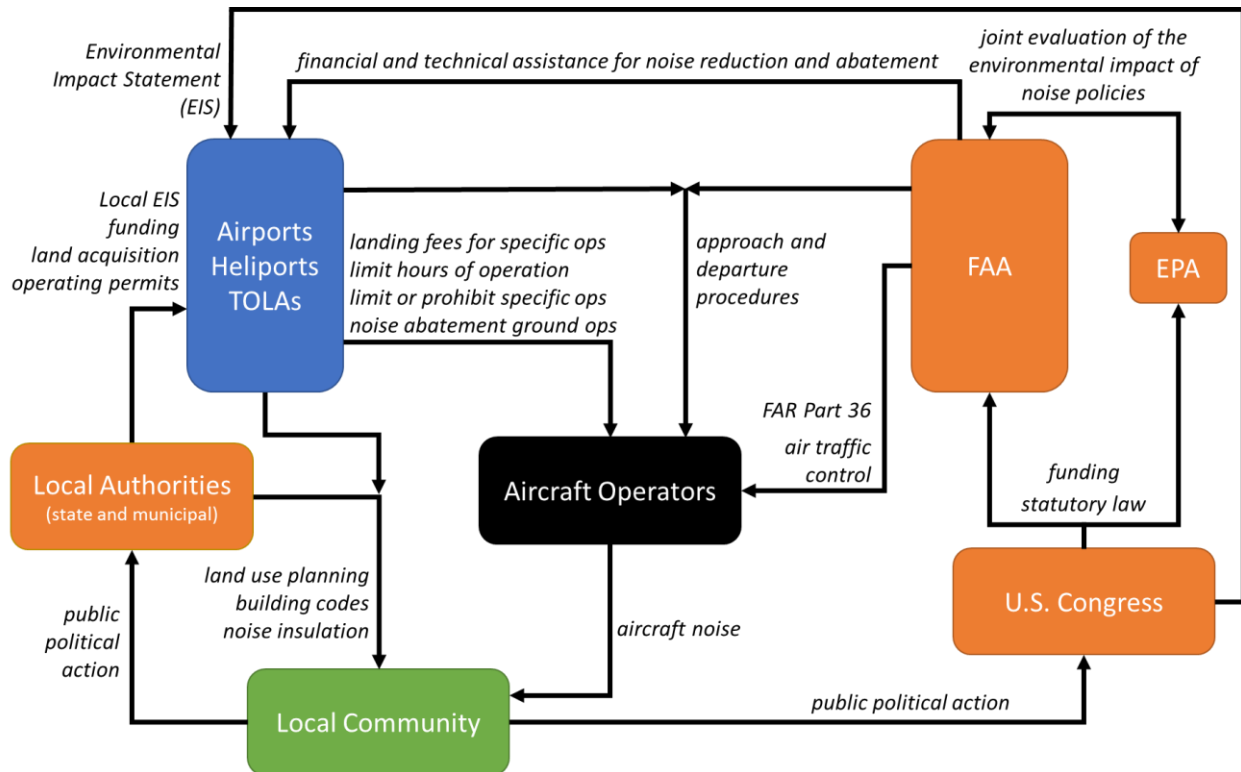 Environmental
Impact Statement
(EIS)
financial and technical assistance for noise reduction and abatement
joint evaluation of the
environmental impact of
noise policies
Local EIS
funding
land acquisition
operating permits
Airports
Heliports
TOLAs
landing fees for specific ops
limit hours of operation
limit or prohibit specific ops
noise abatement ground ops
approach and
departure
procedures
FAA
EPA
FAR Part 36
air traffic
control
Local Authorities
(state and municipal)
Aircraft Operators
funding
statutory law
land use planning
building codes
noise insulation
public
political
action
aircraft noise
U.S. Congress
Local Community
public political action